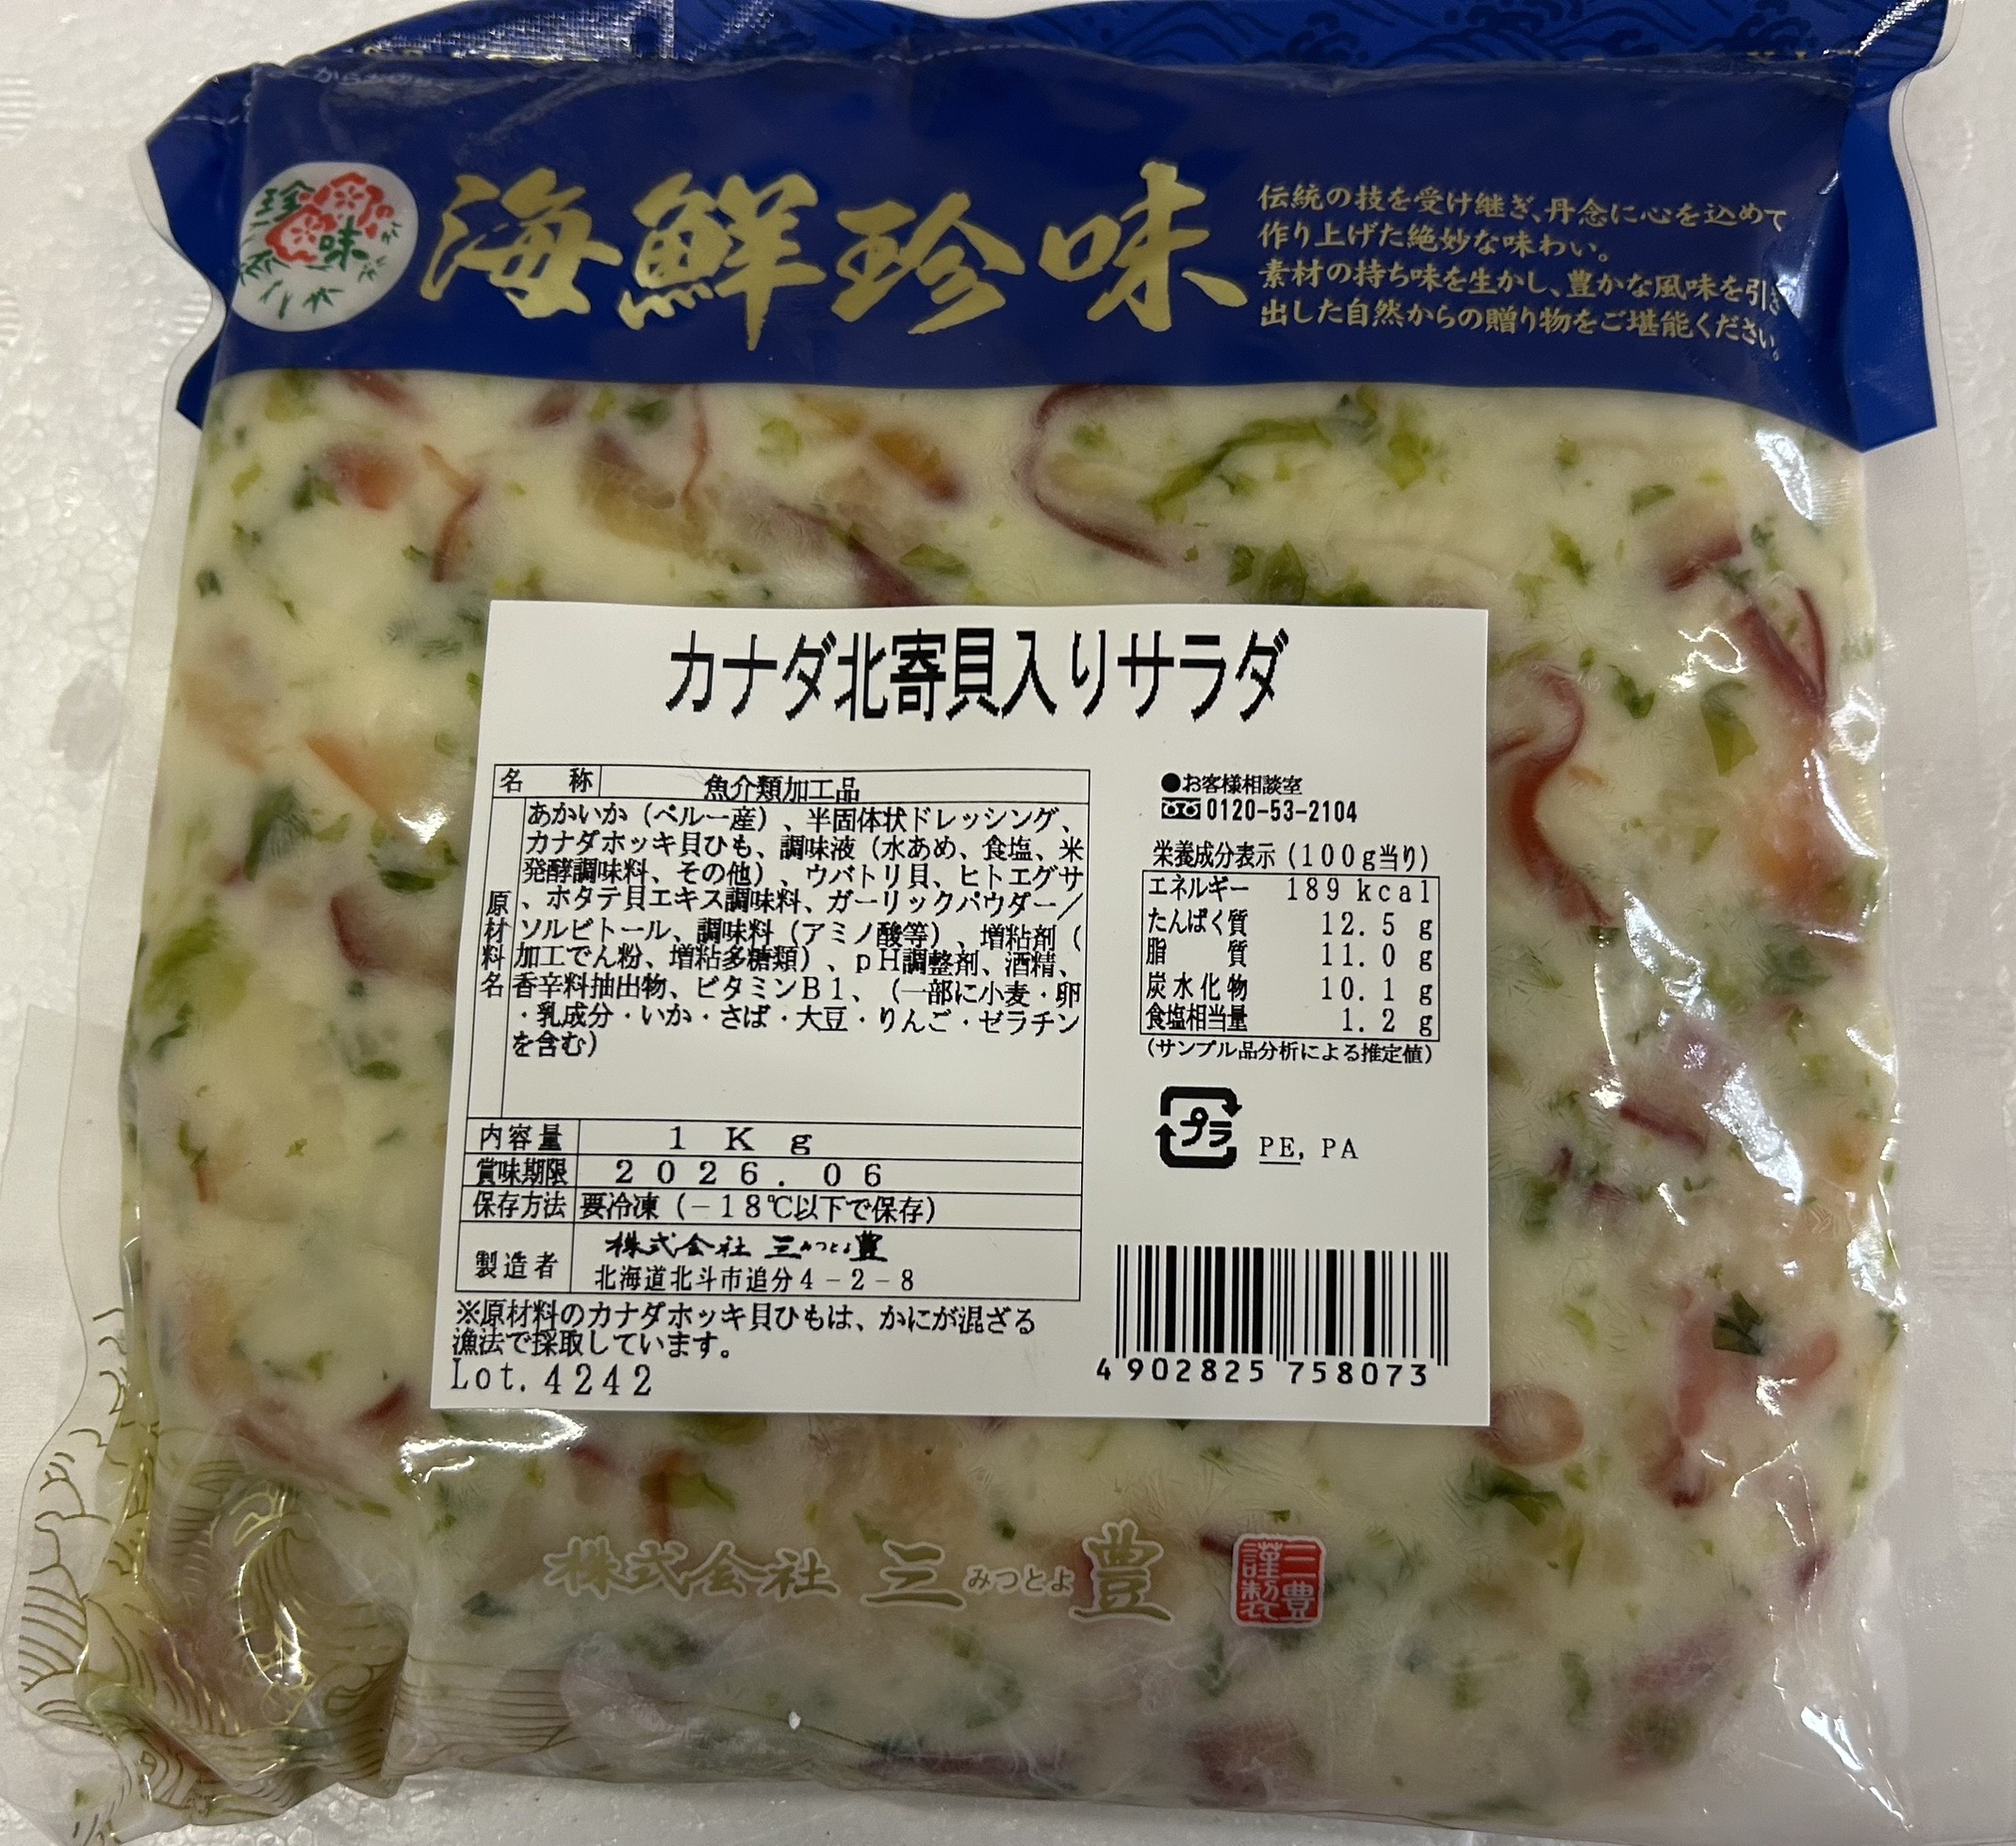 珍味
海鮮珍味
伝統の技を受け継ぎ、丹念に心を込めて
作り上げた絶妙な味わい。
素材の持ち味を生かし、豊かな風味を引き
出した自然からの贈り物をご堪能ください。
カナダ北寄貝入りサラダ
名 称 魚介類加工品
原材料名
あかいか（ペルー産）、半固体状ドレッシング、
カナダホッキ貝ひも、調味液（水あめ、食塩、米
発酵調味料、その他）、ウバトリ貝、ヒトエグサ
、ホタテ貝エキス調味料、ガーリックパウダー／
ソルビトール、調味料（アミノ酸等）、増粘剤（
加工でん粉、増粘多糖類）、ｐＨ調整剤、酒精、
香辛料抽出物、ビタミンＢ１、（一部に小麦・卵
・乳成分・いか・さば・大豆・りんご・ゼラチン
を含む）
内容量 １Ｋｇ
賞味期限 ２０２６．０６
保存方法 要冷凍（－１８℃以下で保存）
製造者 株式会社 三みつとよ豊
北海道北斗市追分４－２－８
※原材料のカナダホッキ貝ひもは、かにが混ざる
漁法で採取しています。
Lot.4242
●お客様相談室
0120-53-2104
栄養成分表示（100g当り）
エネルギー 189 kcal
たんぱく質 12.5 g
脂 質 11.0 g
炭水化物 10.1 g
食塩相当量 1.2 g
（サンプル品分析による推定値）
プラ PE, PA
4 902825 758073
株式会社 三みつとよ豊
三豊謹製